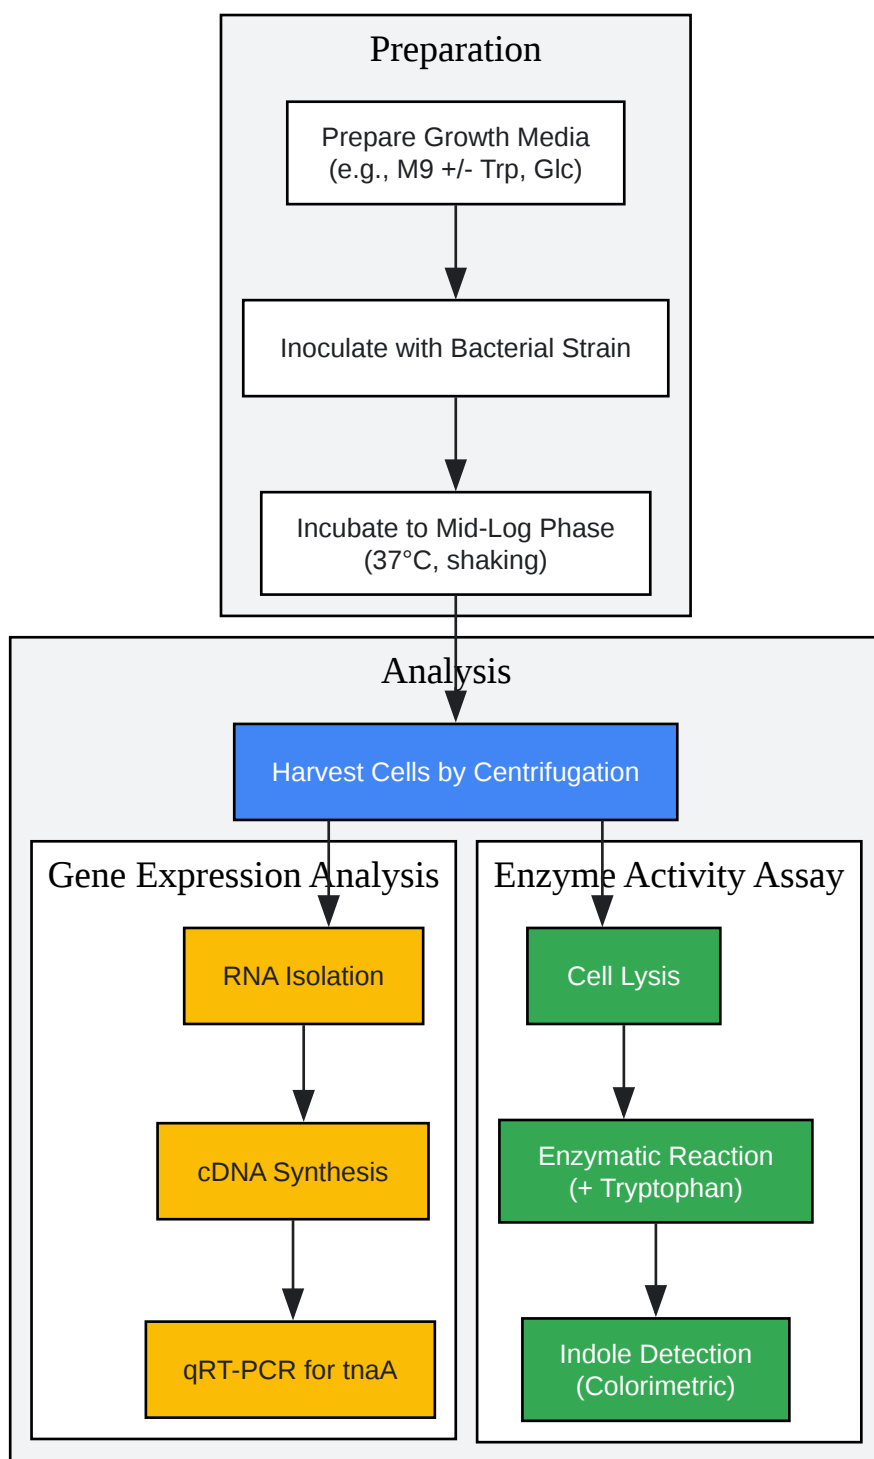 Preparation
Prepare Growth Media
(e.g., M9 +/- Trp, Glc)
Inoculate with Bacterial Strain
Incubate to Mid-Log Phase
(37°C, shaking)
Analysis
Harvest Cells by Centrifugation
Gene Expression Analysis
RNA Isolation
cDNA Synthesis
qRT-PCR for tnaA
Enzyme Activity Assay
Cell Lysis
Enzymatic Reaction
(+ Tryptophan)
Indole Detection
(Colorimetric)